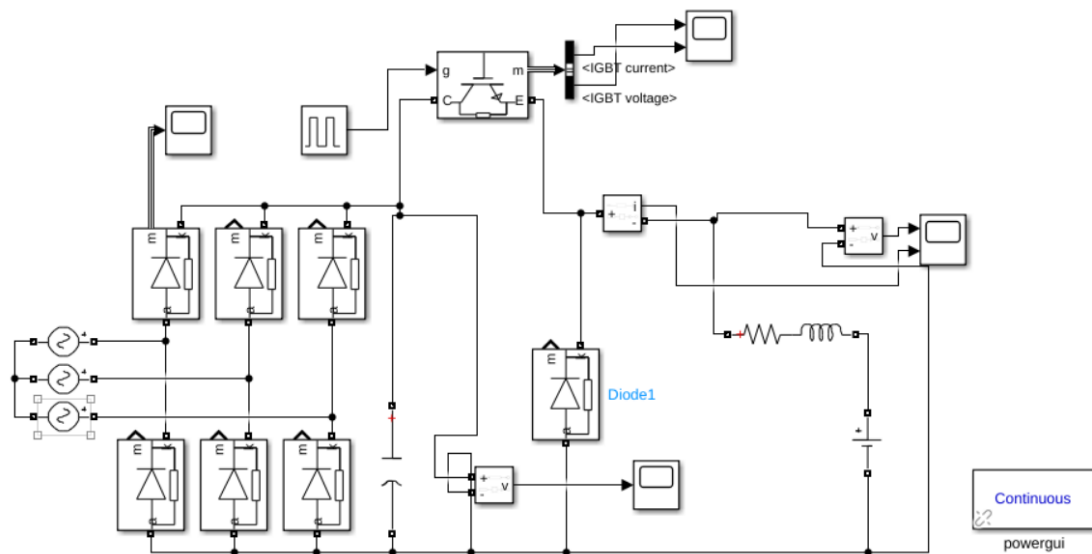 g
m
<IGBT current>
C
E
<IGBT voltage>
+
i
-
+
v
-
m
k
m
k
m
k
a
a
a
m
k
Diode1
a
m
k
m
k
m
k
a
a
a
+
v
-
+
Continuous
powergui